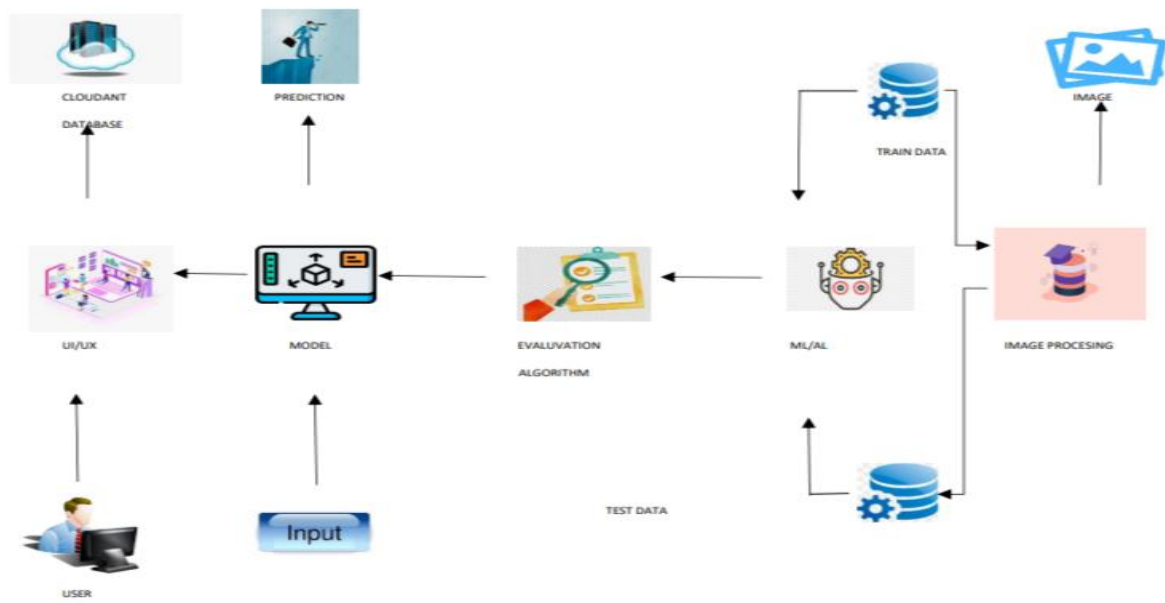 CLOUDANT
DATABASE
PREDICTION
TRAIN DATA
IMAGE
UI/UX
MODEL
EVALUVATION
ALGORITHM
ML/AL
IMAGE PROCESING
TEST DATA
Input
USER